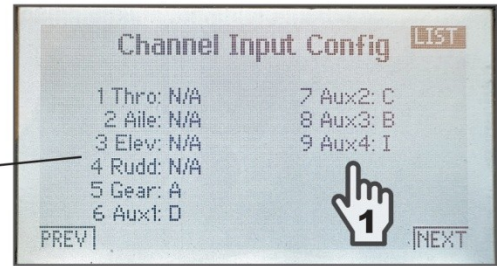 Channel Input Config
LIST
1 Thro: N/A
2 Aile: N/A
3 Elev: N/A
4 Rudd: N/A
5 Gear: A
6 Aux1: D
7 Aux2: C
8 Aux3: B
9 Aux4: I
1
PREV
NEXT